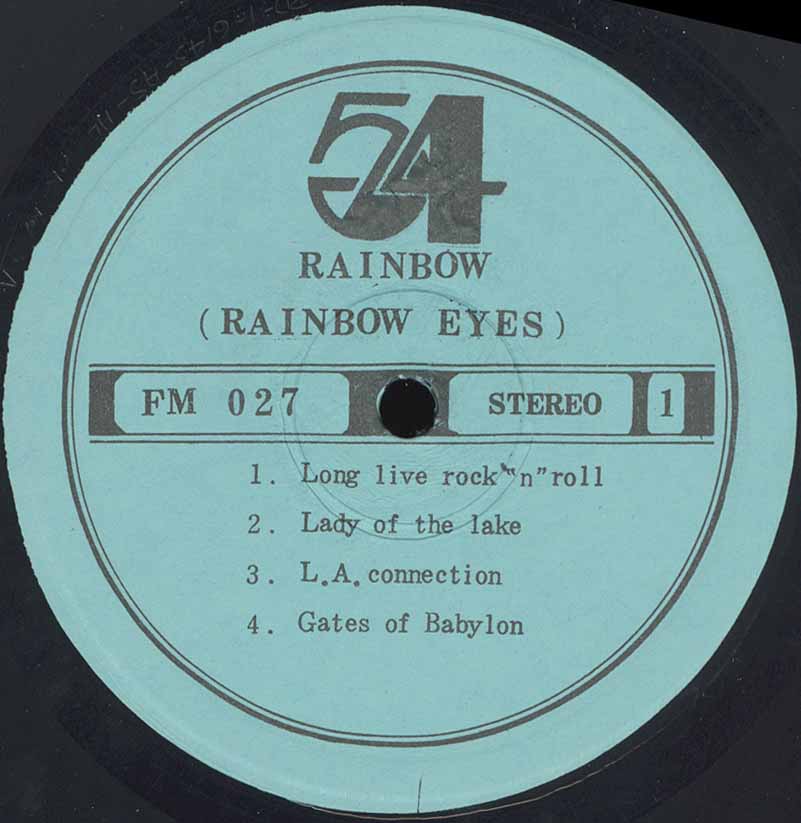 54
RAINBOW
(RAINBOW EYES)
FM 027 STEREO 1
1. Long live rock'“n”roll
2. Lady of the lake
3. L.A. connection
4. Gates of Babylon